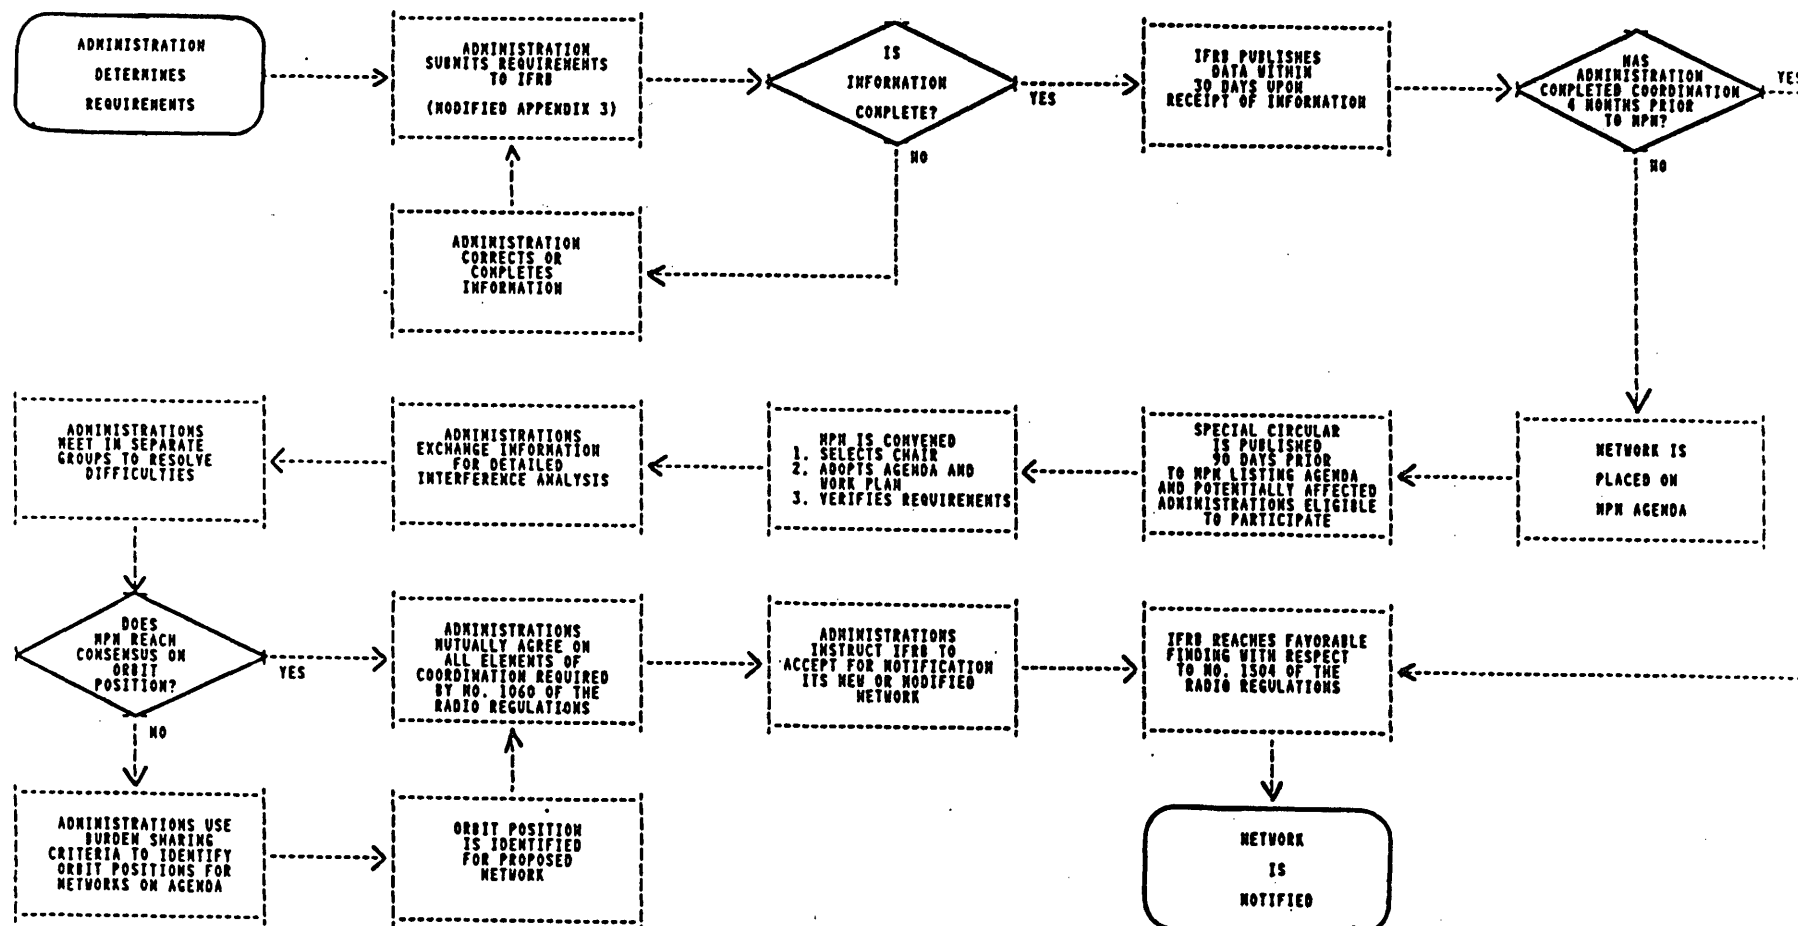 ADMINISTRATION
DETERMINES
REQUIREMENTS
ADMINISTRATION
SUBMITS REQUIREMENTS
TO IFRB
(MODIFIED APPENDIX 3)
IS
INFORMATION
COMPLETE?
YES
NO
IFRB PUBLISHES
DATA WITHIN
30 DAYS UPON
RECEIPT OF INFORMATION
HAS
ADMINISTRATION
COMPLETED COORDINATION
4 MONTHS PRIOR
TO MPM?
YES
NO
ADMINISTRATION
CORRECTS OR
COMPLETES
INFORMATION
ADMINISTRATIONS
MEET IN SEPARATE
GROUPS TO RESOLVE
DIFFICULTIES
ADMINISTRATIONS
EXCHANGE INFORMATION
FOR DETAILED
INTERFERENCE ANALYSIS
MPM IS CONVENED
1. SELECTS CHAIR
2. ADOPTS AGENDA AND
WORK PLAN
3. VERIFIES REQUIREMENTS
SPECIAL CIRCULAR
IS PUBLISHED
90 DAYS PRIOR
TO MPM LISTING AGENDA
AND POTENTIALLY AFFECTED
ADMINISTRATIONS ELIGIBLE
TO PARTICIPATE
NETWORK IS
PLACED ON
MPM AGENDA
DOES
MPM REACH
CONSENSUS ON
ORBIT
POSITION?
YES
NO
ADMINISTRATIONS
MUTUALLY AGREE ON
ALL ELEMENTS OF
COORDINATION REQUIRED
BY NO. 1060 OF THE
RADIO REGULATIONS
ADMINISTRATIONS
INSTRUCT IFRB TO
ACCEPT FOR NOTIFICATION
ITS NEW OR MODIFIED
NETWORK
IFRB REACHES FAVORABLE
FINDING WITH RESPECT
TO NO. 1504 OF THE
RADIO REGULATIONS
ADMINISTRATIONS USE
BURDEN SHARING
CRITERIA TO IDENTIFY
ORBIT POSITIONS FOR
NETWORKS ON AGENDA
ORBIT POSITION
IS IDENTIFIED
FOR PROPOSED
NETWORK
NETWORK
IS
NOTIFIED